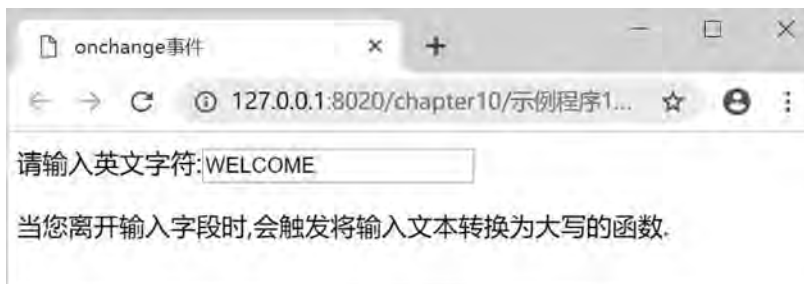 onchange事件
127.0.0.1:8020/chapter10/示例程序1...
请输入英文字符:WELCOME
当您离开输入字段时,会触发将输入文本转换为大写的函数.